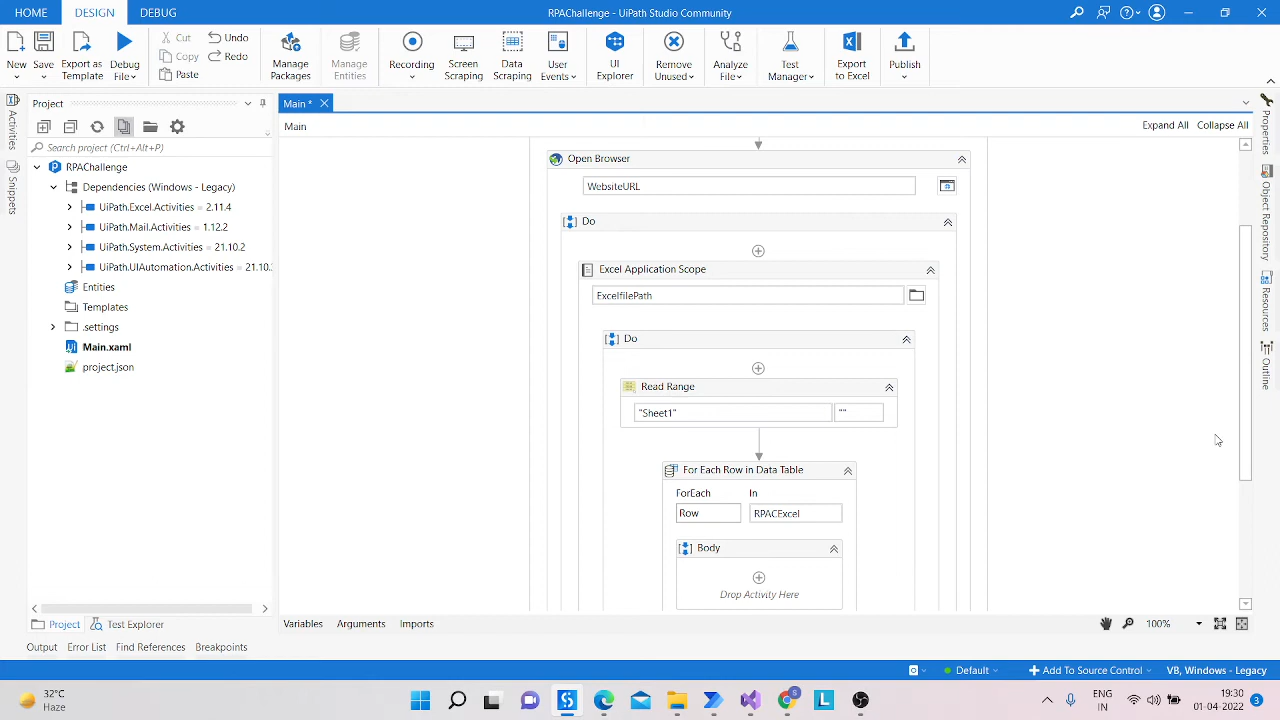 HOME DESIGN DEBUG
RPAChallenge - UiPath Studio Community
New Save Export as Template Debug File Cut Copy Paste Undo Redo Manage Packages Manage Entities Recording Screen Scraping Data Scraping User Events UI Explorer Remove Unused Analyze File Test Manager Export to Excel Publish
Activities
Snippets
Project
Search project (Ctrl+Alt+P)
RPAChallenge
Dependencies (Windows - Legacy)
UiPath.Excel.Activities = 2.11.4
UiPath.Mail.Activities = 1.12.2
UiPath.System.Activities = 21.10.2
UiPath.UIAutomation.Activities = 21.10.
Entities
Templates
.settings
Main.xaml
project.json
Project Test Explorer
Main *
Main
Expand All Collapse All
Open Browser
WebsiteURL
Do
Excel Application Scope
ExcelfilePath
Do
Read Range
"Sheet1" ""
For Each Row in Data Table
ForEach In
Row RPACExcel
Body
Drop Activity Here
Properties
Object Repository
Resources
Outline
Variables Arguments Imports
100%
Output Error List Find References Breakpoints
Default Add To Source Control VB, Windows - Legacy
32°C
Haze
ENG
IN
19:30
01-04-2022
3